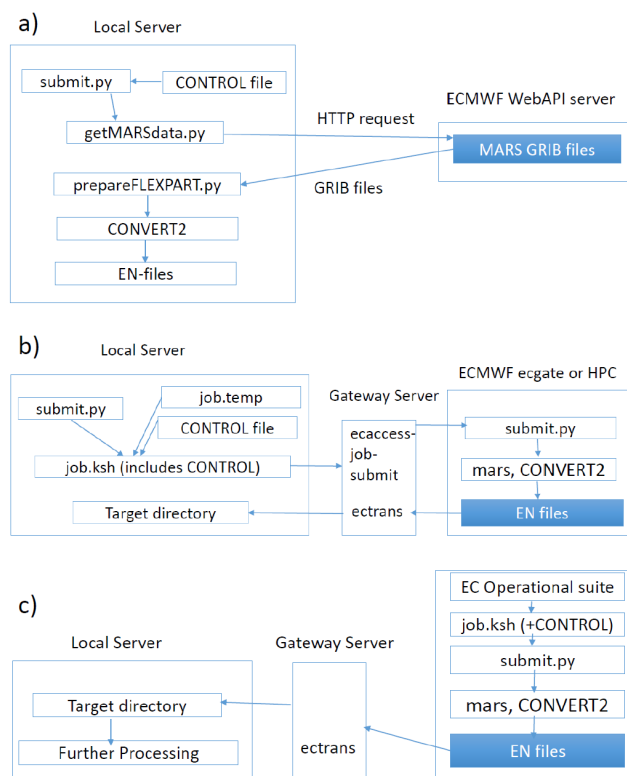 a)
Local Server
submit.py
CONTROL file
getMARSdata.py
HTTP request
ECMWF WebAPI server
MARS GRIB files
GRIB files
prepareFLEXPART.py
CONVERT2
EN-files
b)
Local Server
job.temp
submit.py
CONTROL file
job.ksh (includes CONTROL)
Target directory
Gateway Server
ecaccess-
job-
submit
ectrans
ECMWF ecgate or HPC
submit.py
mars, CONVERT2
EN files
c)
Local Server
Target directory
Further Processing
Gateway Server
ectrans
EC Operational suite
job.ksh (+CONTROL)
submit.py
mars, CONVERT2
EN files